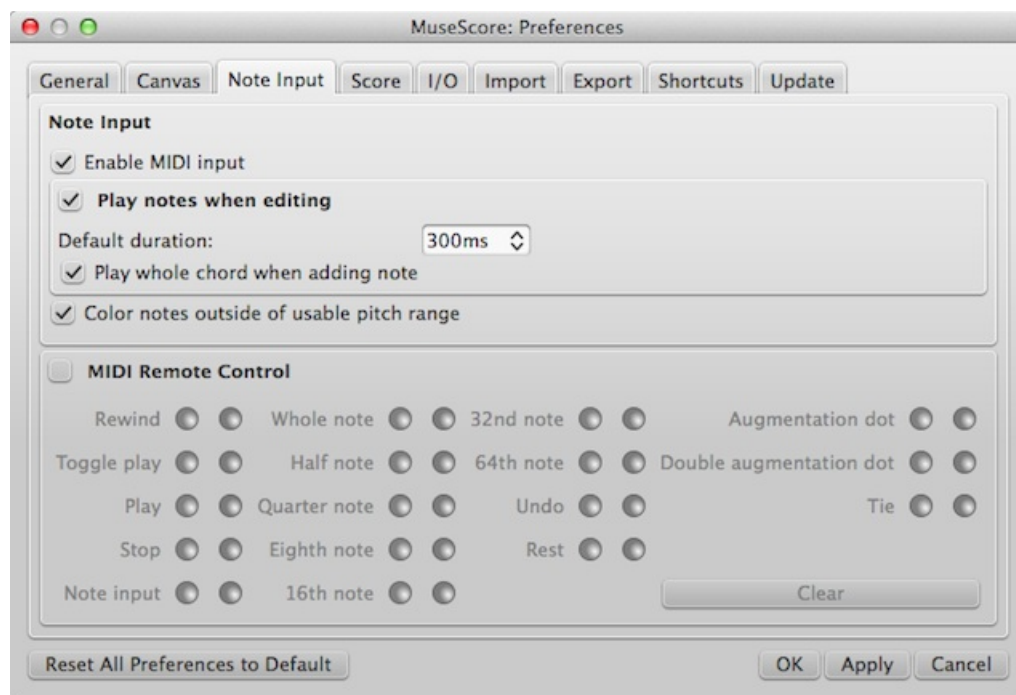 MuseScore: Preferences
General Canvas Note Input Score I/O Import Export Shortcuts Update
Note Input
Enable MIDI input
Play notes when editing
Default duration: 300ms
Play whole chord when adding note
Color notes outside of usable pitch range
MIDI Remote Control
Rewind Whole note 32nd note Augmentation dot
Toggle play Half note 64th note Double augmentation dot
Play Quarter note Undo Tie
Stop Eighth note Rest
Note input 16th note Clear
Reset All Preferences to Default OK Apply Cancel